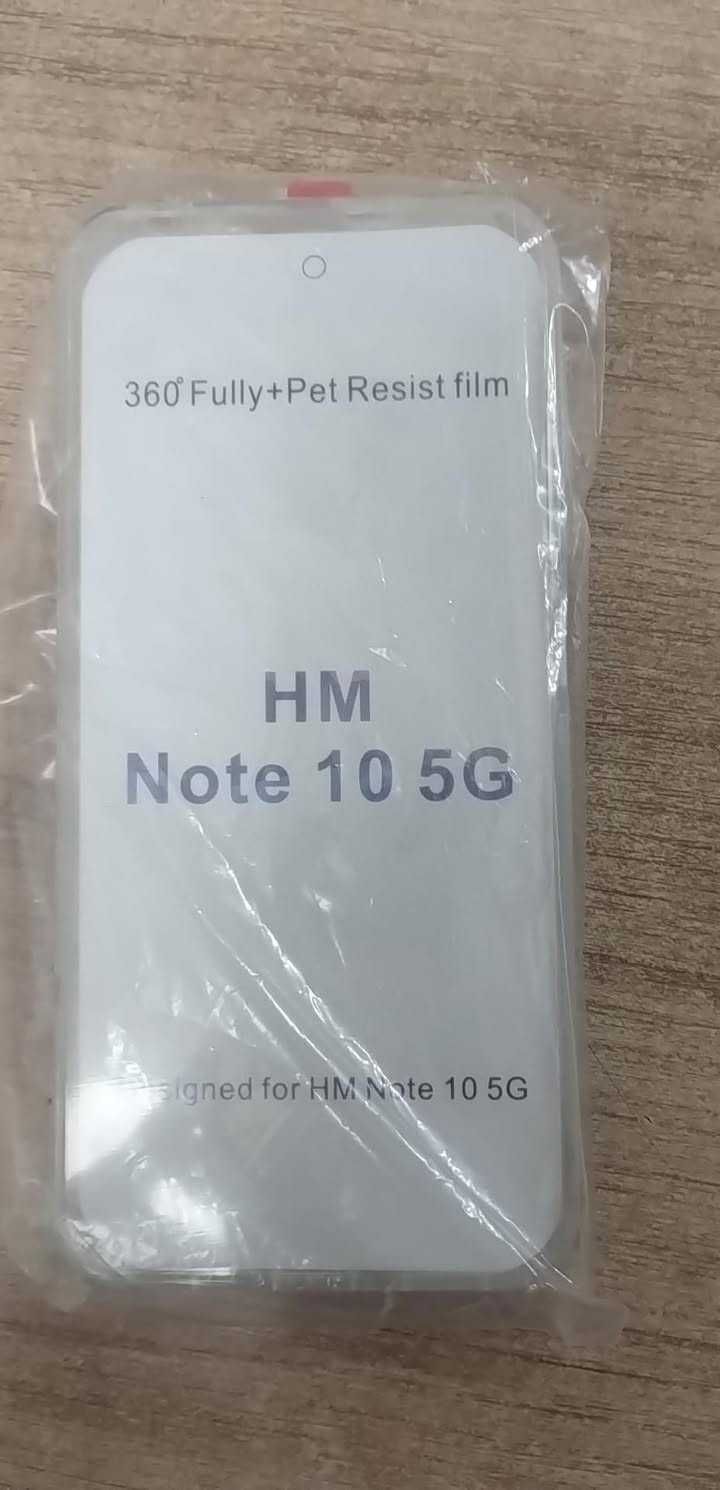 360° Fully+Pet Resist film
HM
Note 10 5G
signed for HM Note 10 5G